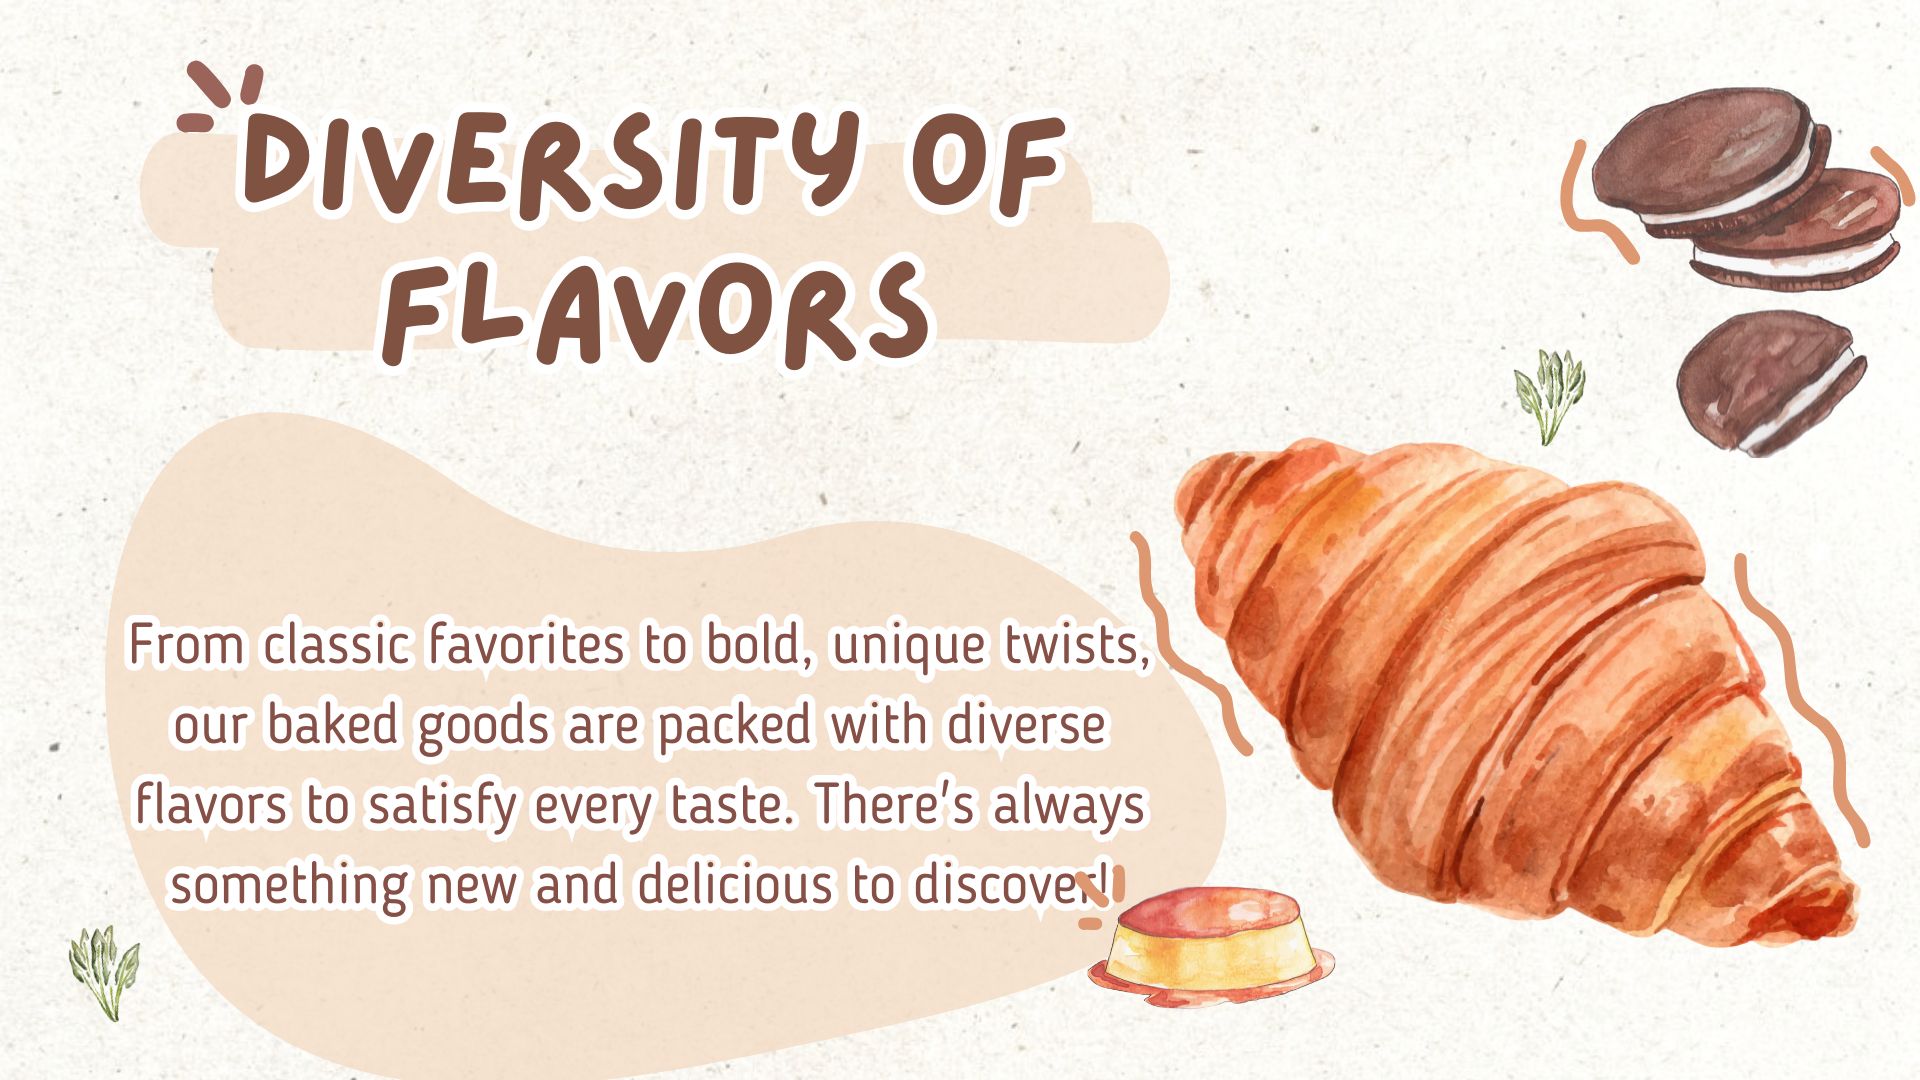 DIVERSITY OF
FLAVORS
From classic favorites to bold, unique twists,
our baked goods are packed with diverse
flavors to satisfy every taste. There's always
something new and delicious to discover!